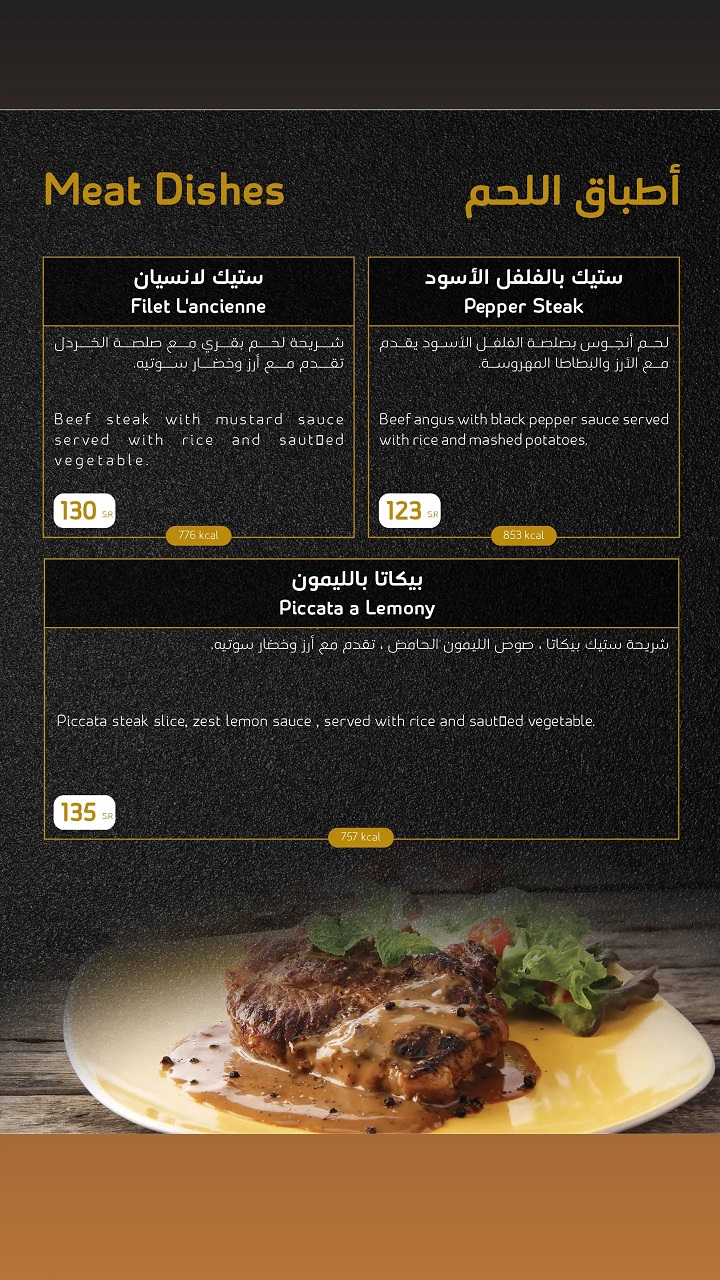 Meat Dishes
أطباق اللحم
ستيك لانسيان
Filet L'ancienne
شريحة لحم بقري مع صلصة الخردل
تقدم مع أرز وخضار سوتيه.
Beef steak with mustard sauce
served with rice and saut▯ed
vegetable.
130 S.R
776 kcal
ستيك بالفلفل الأسود
Pepper Steak
لحم أنجوس بصلصة الفلفل الأسود يقدم
مع الأرز والبطاطا المهروسة.
Beef angus with black pepper sauce served
with rice and mashed potatoes.
123 S.R
853 kcal
بيكاتا بالليمون
Piccata a Lemony
شريحة ستيك بيكاتا ، صوص الليمون الحامض ، تقدم مع أرز وخضار سوتيه.
Piccata steak slice, zest lemon sauce , served with rice and saut▯ed vegetable.
135 S.R
757 kcal